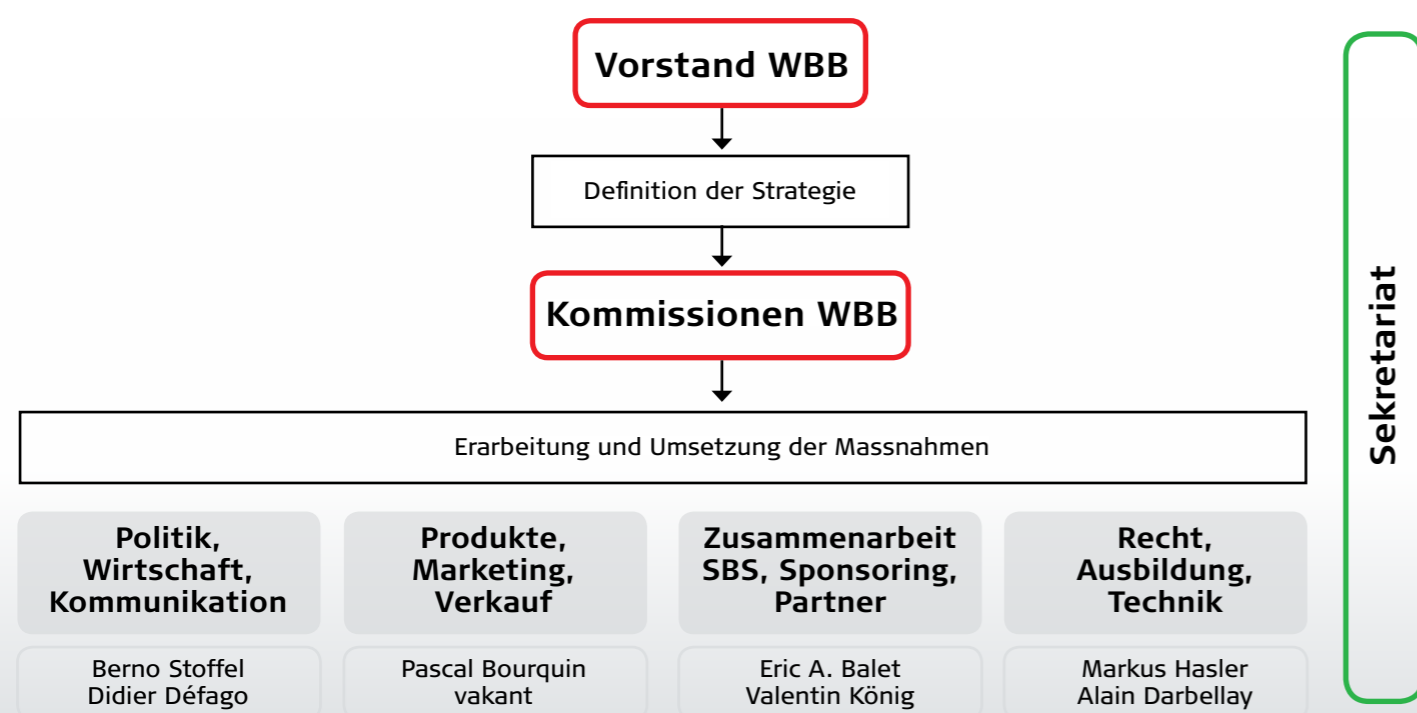 Vorstand WBB
Definition der Strategie
Kommissionen WBB
Erarbeitung und Umsetzung der Massnahmen
Politik,
Wirtschaft,
Kommunikation
Berno Stoffel
Didier Défago
Produkte,
Marketing,
Verkauf
Pascal Bourquin
vakant
Zusammenarbeit
SBS, Sponsoring,
Partner
Eric A. Balet
Valentin König
Recht,
Ausbildung,
Technik
Markus Hasler
Alain Darbellay
Sekretariat